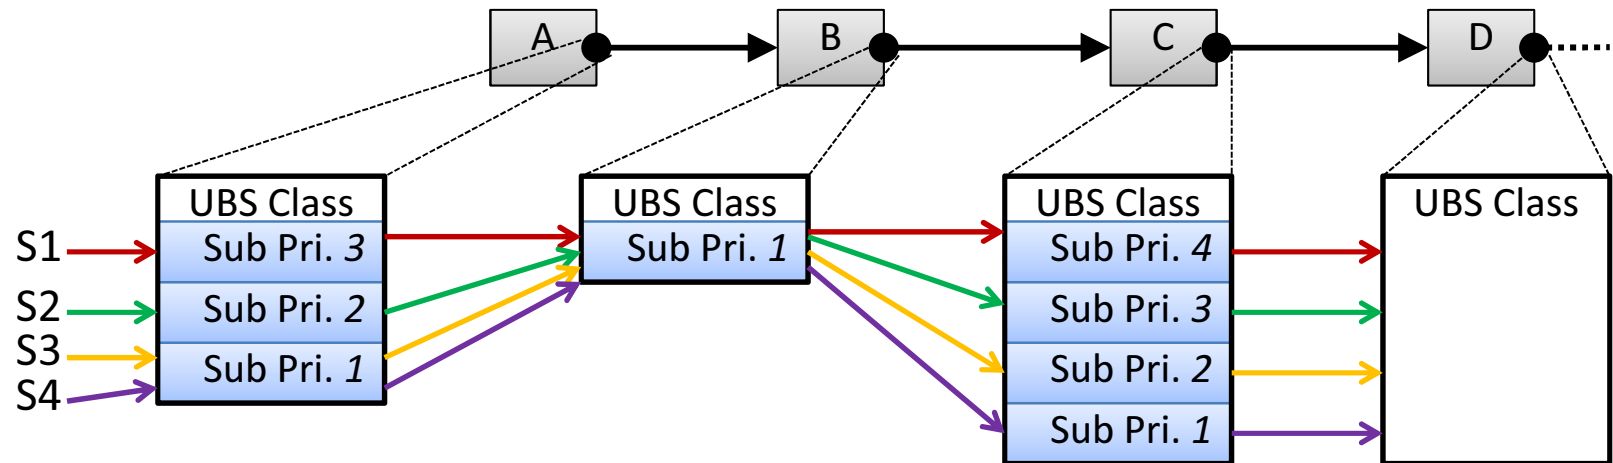 A
B
C
D
UBS Class
Sub Pri. 3
Sub Pri. 2
Sub Pri. 1
S1
S2
S3
S4
UBS Class
Sub Pri. 1
UBS Class
Sub Pri. 4
Sub Pri. 3
Sub Pri. 2
Sub Pri. 1
UBS Class